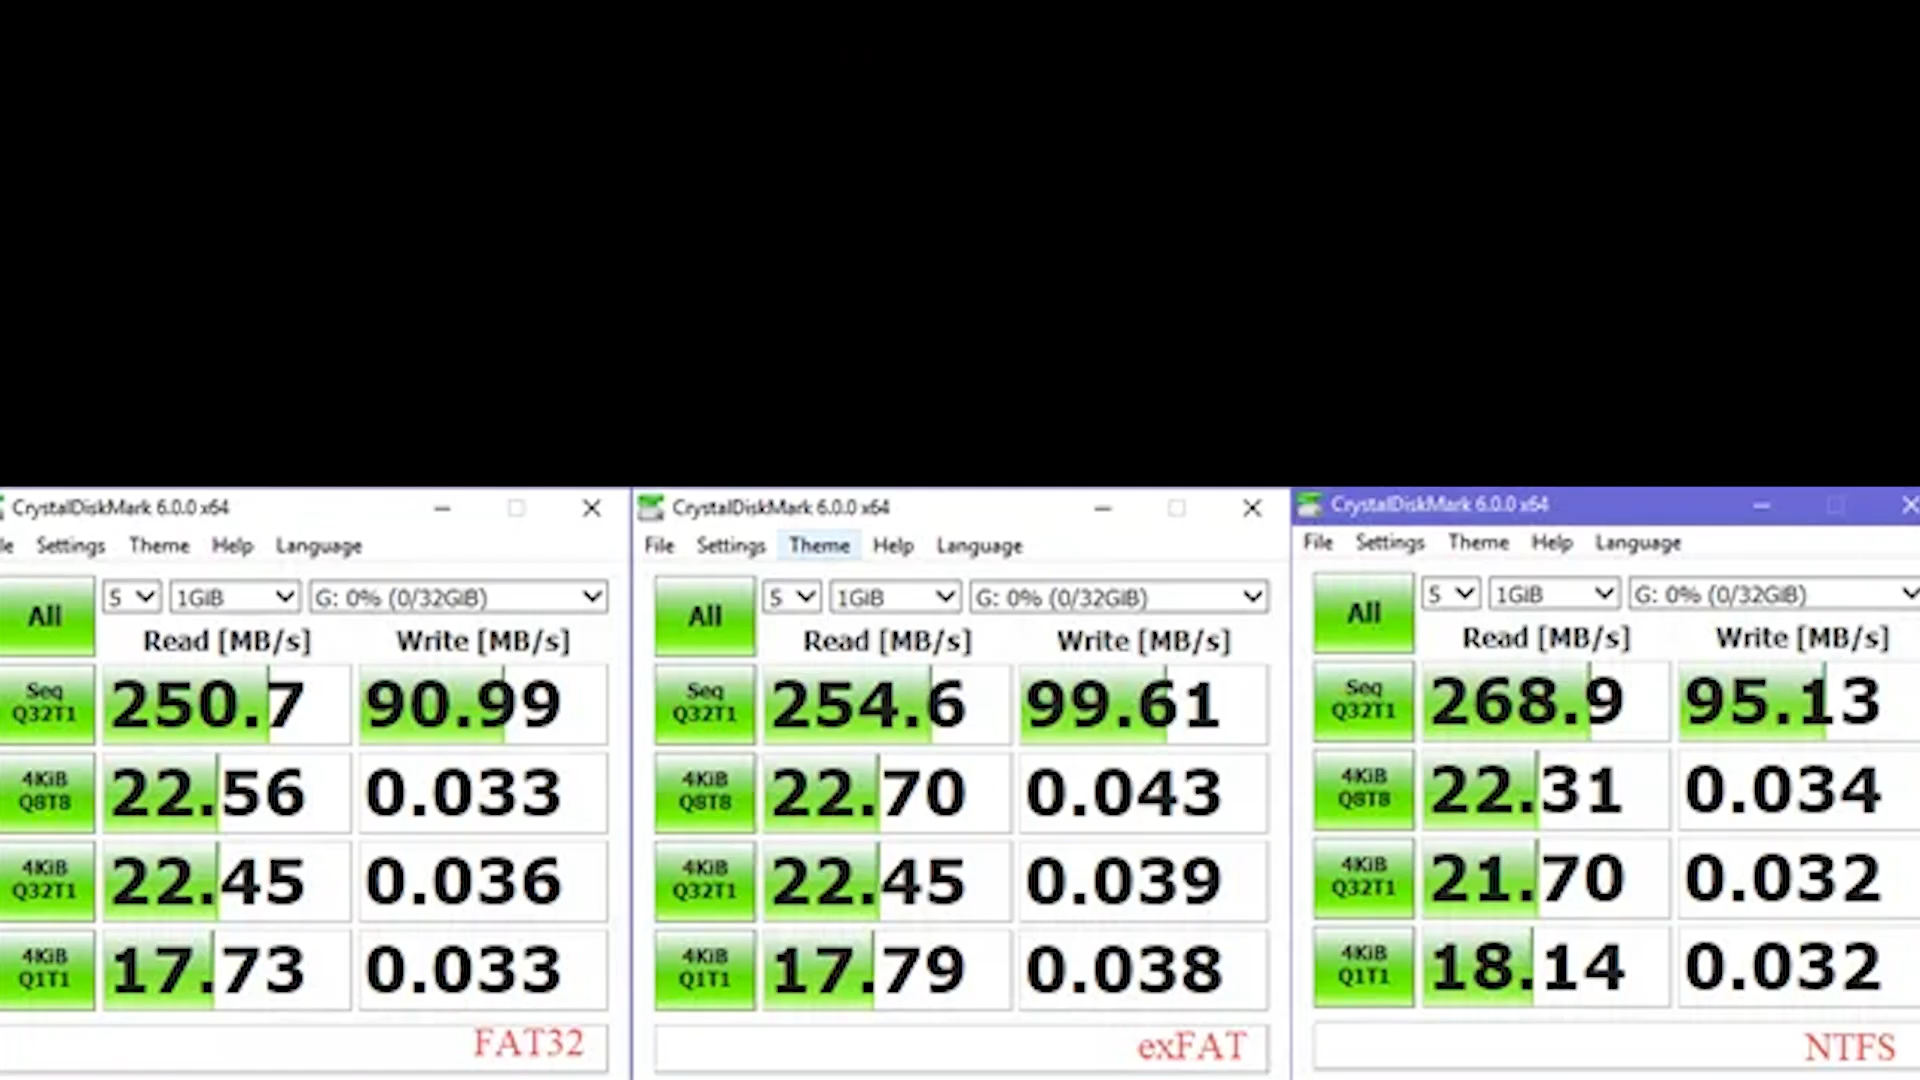 CrystalDiskMark 6.0.0 x64
le Settings Theme Help Language
All 5 1GiB G: 0% (0/32GiB)
Read [MB/s] Write [MB/s]
Seq Q32T1 250.7 90.99
4KiB Q8T8 22.56 0.033
4KiB Q32T1 22.45 0.036
4KiB Q1T1 17.73 0.033
FAT32
CrystalDiskMark 6.0.0 x64
File Settings Theme Help Language
All 5 1GiB G: 0% (0/32GiB)
Read [MB/s] Write [MB/s]
Seq Q32T1 254.6 99.61
4KiB Q8T8 22.70 0.043
4KiB Q32T1 22.45 0.039
4KiB Q1T1 17.79 0.038
exFAT
CrystalDiskMark 6.0.0 x64
File Settings Theme Help Language
All 5 1GiB G: 0% (0/32GiB)
Read [MB/s] Write [MB/s]
Seq Q32T1 268.9 95.13
4KiB Q8T8 22.31 0.034
4KiB Q32T1 21.70 0.032
4KiB Q1T1 18.14 0.032
NTFS